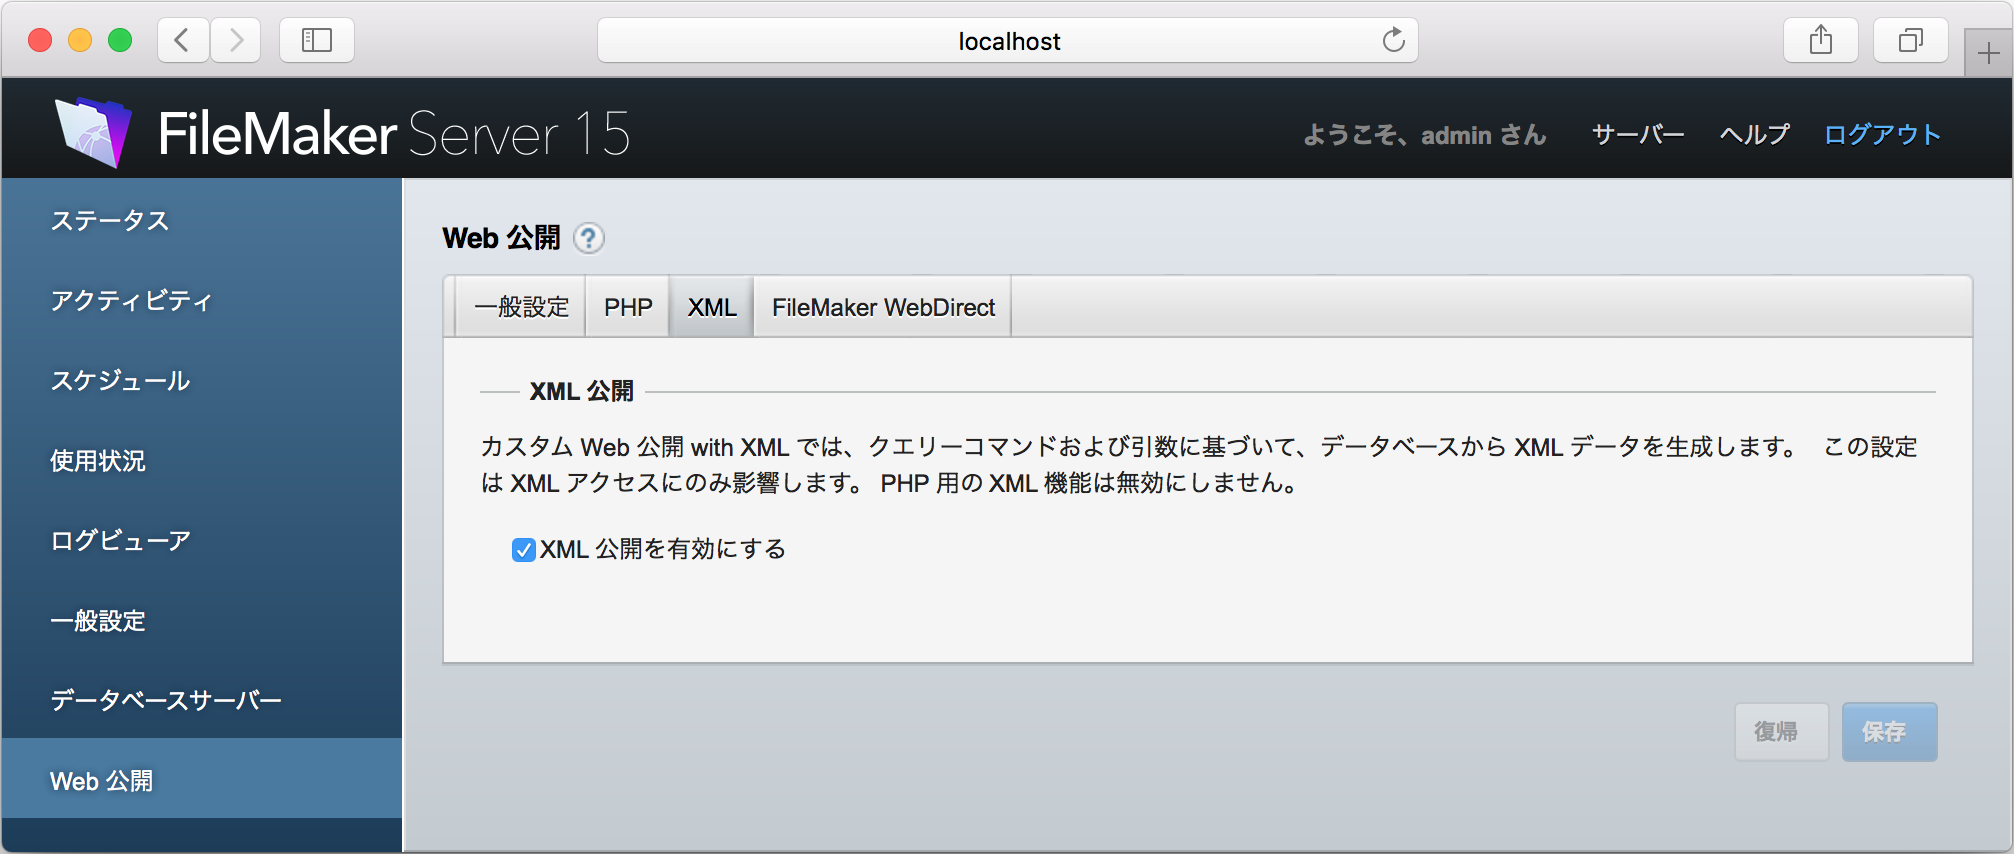 localhost
FileMaker Server 15
ようこそ、admin さん サーバー ヘルプ ログアウト
ステータス
アクティビティ
スケジュール
使用状況
ログビューア
一般設定
データベースサーバー
Web 公開
Web 公開 ?
一般設定 PHP XML FileMaker WebDirect
XML 公開
カスタム Web 公開 with XML では、クエリーコマンドおよび引数に基づいて、データベースから XML データを生成します。 この設定
は XML アクセスにのみ影響します。 PHP 用の XML 機能は無効にしません。
XML 公開を有効にする
復帰 保存